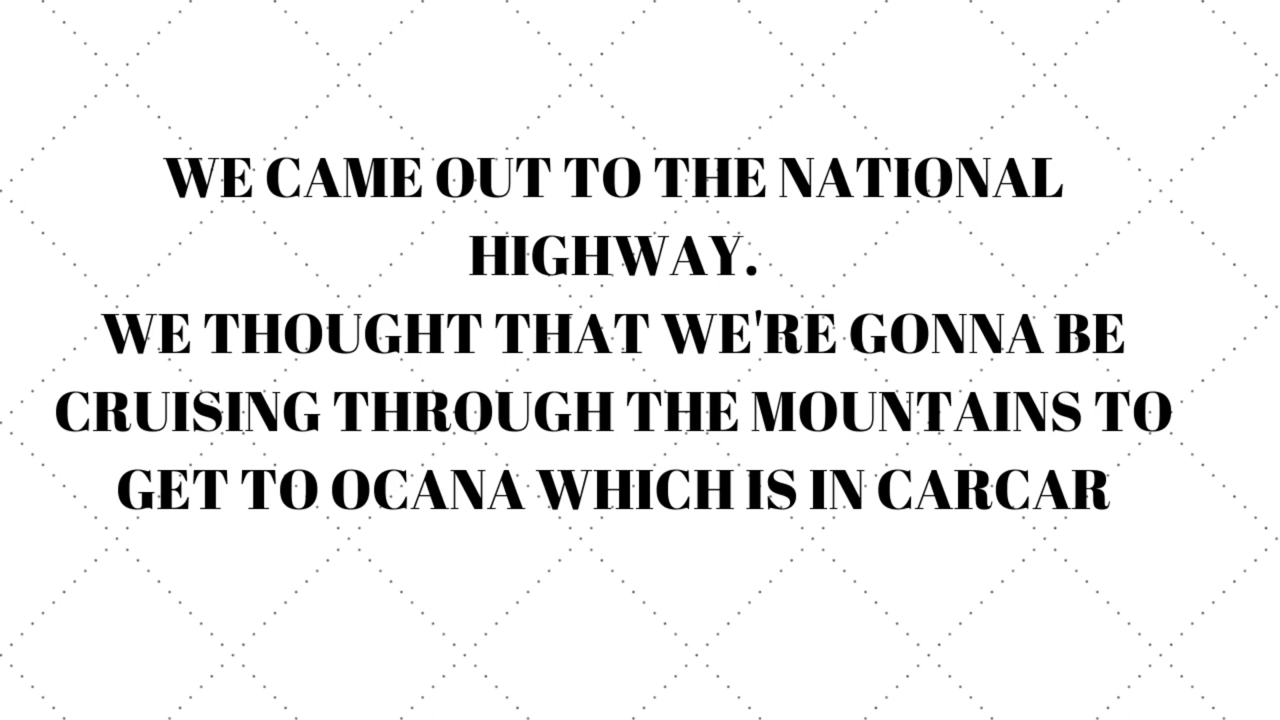 WE CAME OUT TO THE NATIONAL
HIGHWAY.
WE THOUGHT THAT WE'RE GONNA BE
CRUISING THROUGH THE MOUNTAINS TO
GET TO OCANA WHICH IS IN CARCAR